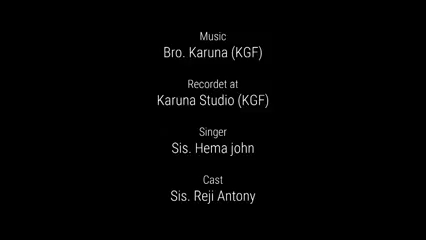 Music
Bro. Karuna (KGF)
Recordet at
Karuna Studio (KGF)
Singer
Sis. Hema john
Cast
Sis. Reji Antony